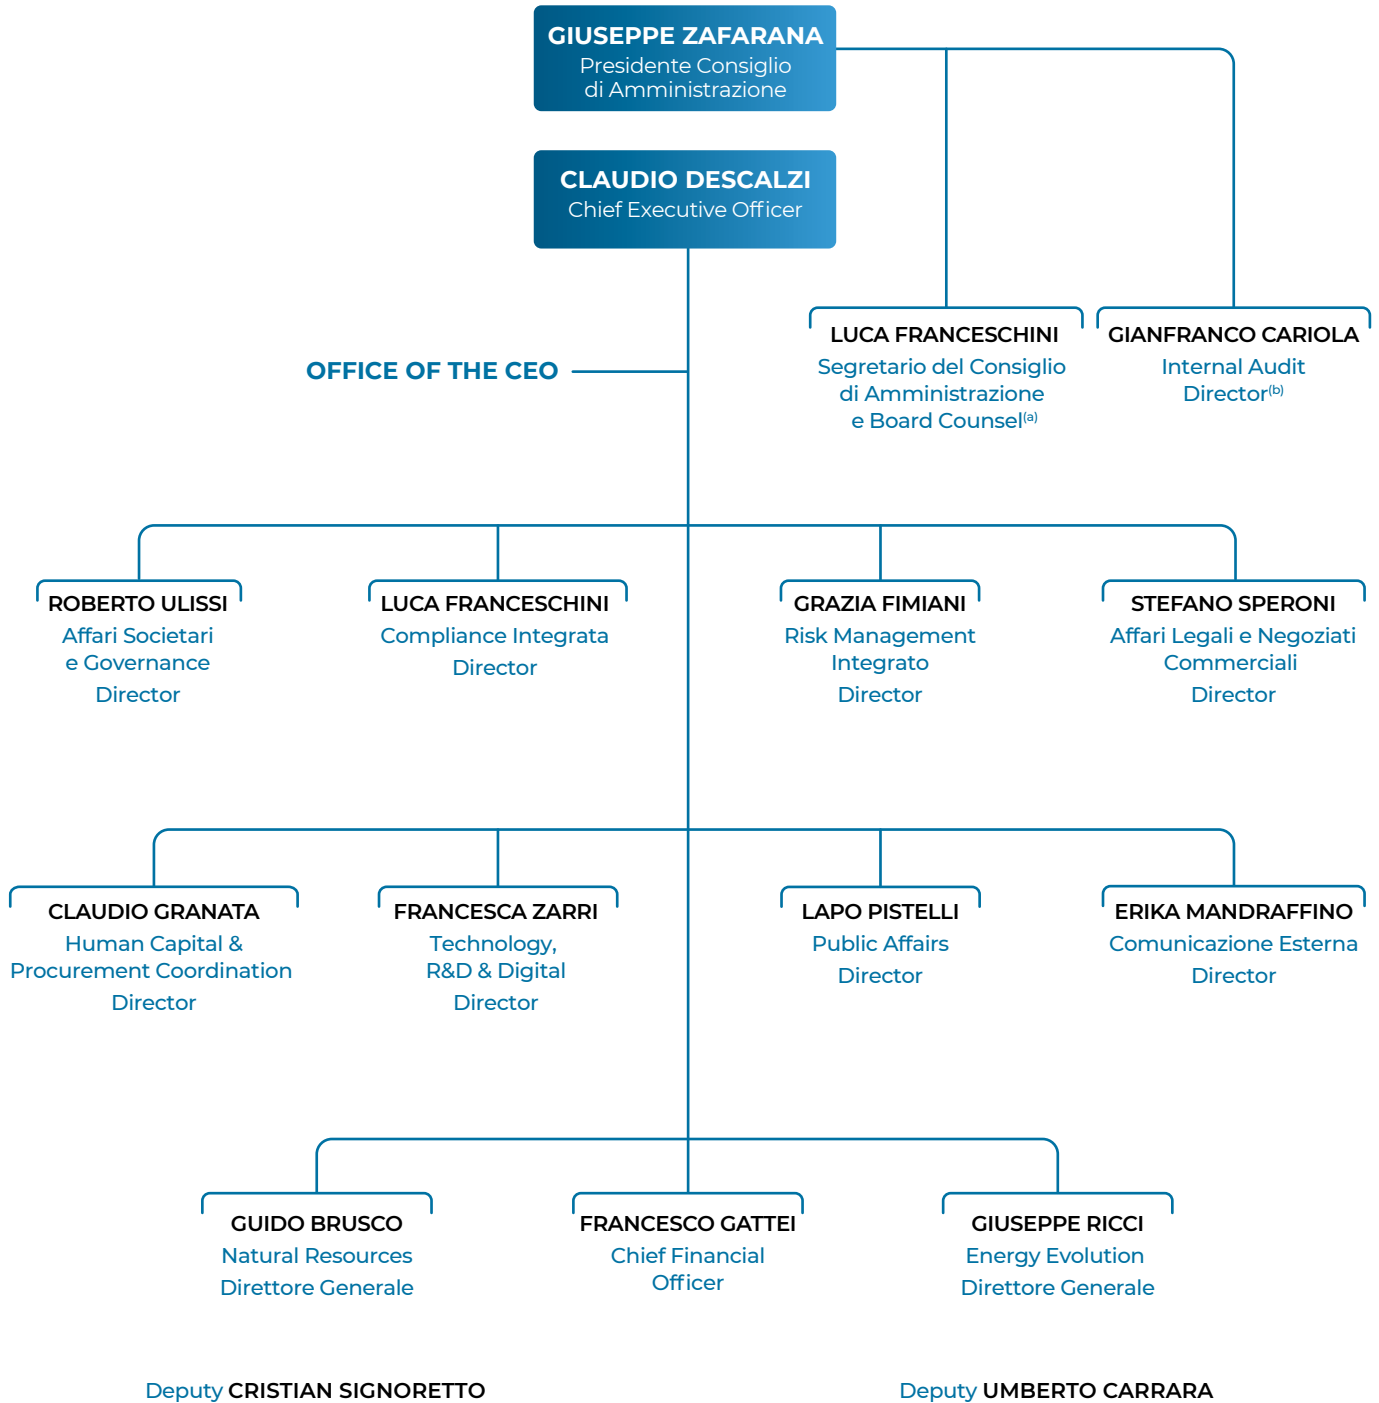 GIUSEPPE ZAFARANA
Presidente Consiglio
di Amministrazione
CLAUDIO DESCALZI
Chief Executive Officer
LUCA FRANCESCHINI
Segretario del Consiglio
di Amministrazione
e Board Counsel(a)
GIANFRANCO CARIOLA
Internal Audit
Director(b)
OFFICE OF THE CEO
ROBERTO ULISSI
Affari Societari
e Governance
Director
LUCA FRANCESCHINI
Compliance Integrata
Director
GRAZIA FIMIANI
Risk Management
Integrato
Director
STEFANO SPERONI
Affari Legali e Negoziati
Commerciali
Director
CLAUDIO GRANATA
Human Capital &
Procurement Coordination
Director
FRANCESCA ZARRI
Technology,
R&D & Digital
Director
LAPO PISTELLI
Public Affairs
Director
ERIKA MANDRAFFINO
Comunicazione Esterna
Director
GUIDO BRUSCO
Natural Resources
Direttore Generale
FRANCESCO GATTEI
Chief Financial
Officer
GIUSEPPE RICCI
Energy Evolution
Direttore Generale
Deputy CRISTIAN SIGNORETTO
Deputy UMBERTO CARRARA